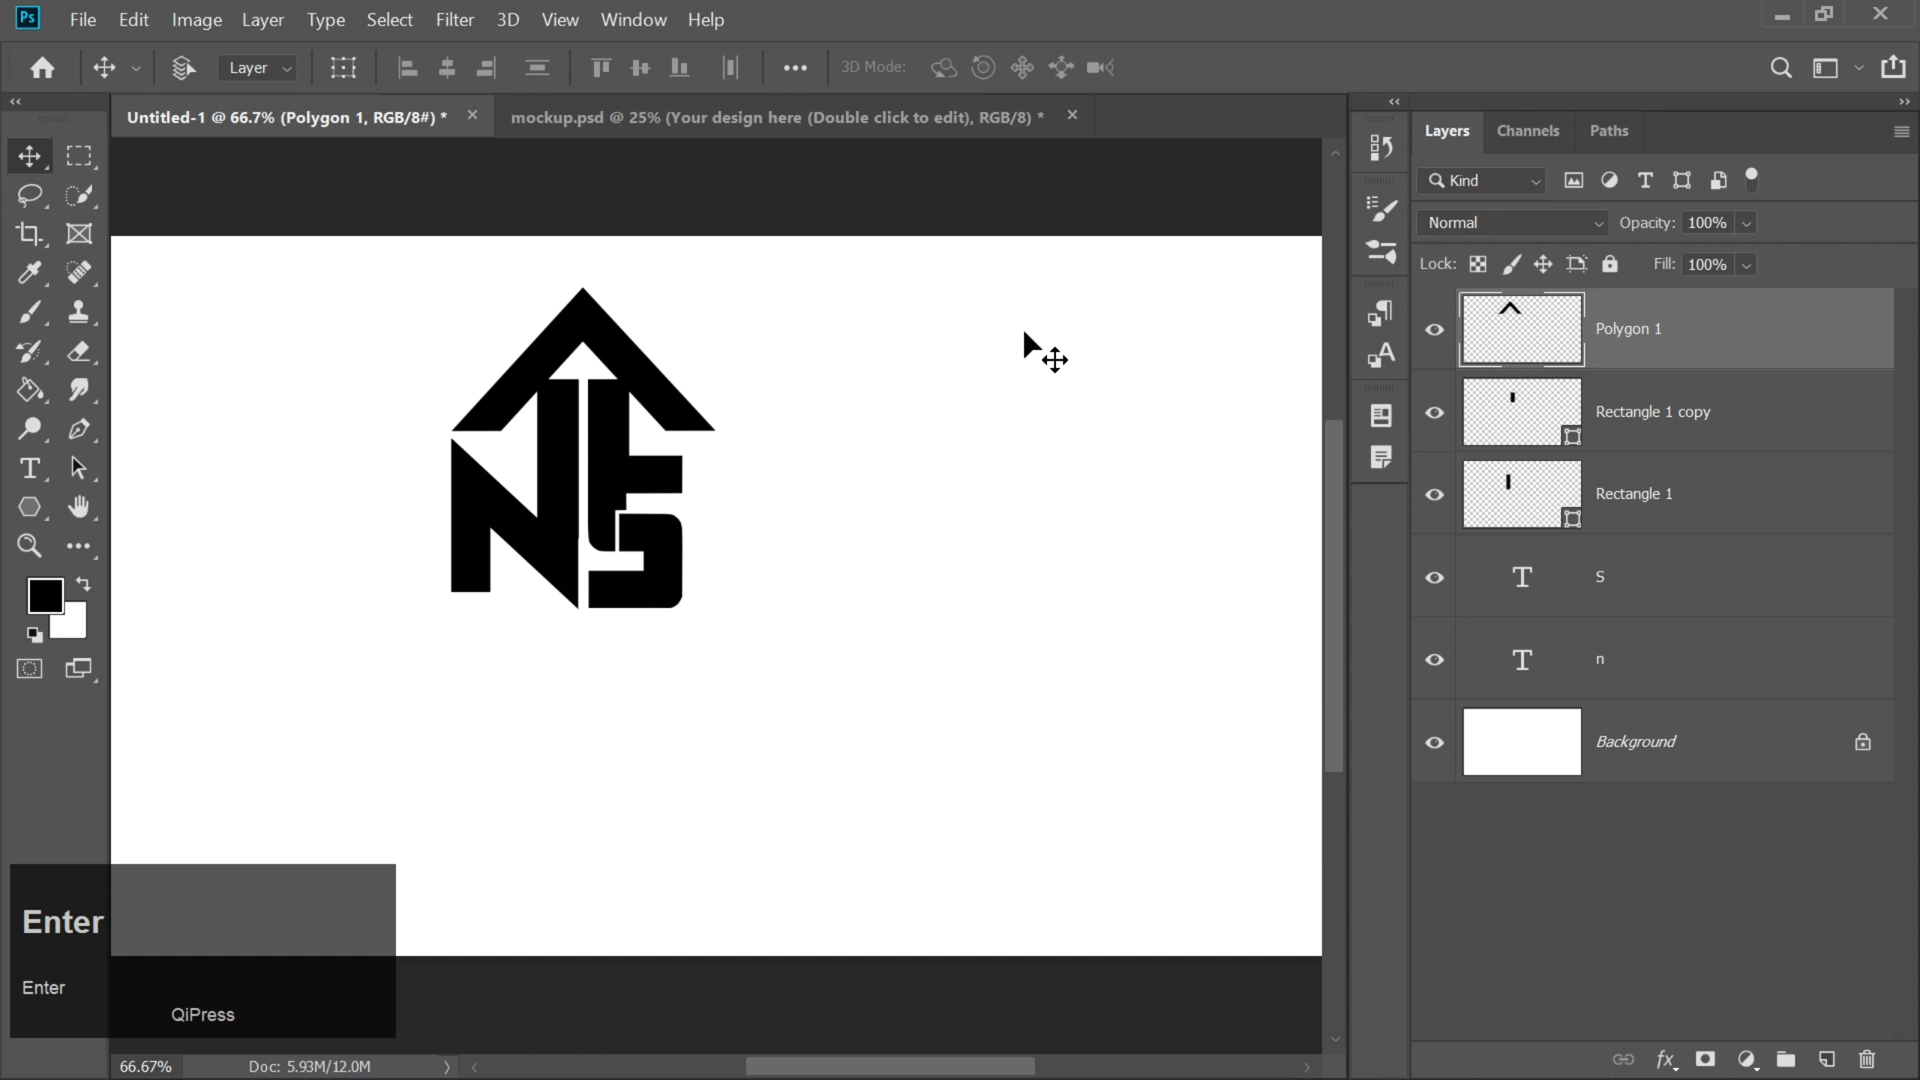 Ps File Edit Image Layer Type Select Filter 3D View Window Help
Layer 3D Mode:
Untitled-1 @ 66.7% (Polygon 1, RGB/8#) * mockup.psd @ 25% (Your design here (Double click to edit), RGB/8) *
Layers Channels Paths
Kind
Normal Opacity: 100%
Lock: Fill: 100%
Polygon 1
Rectangle 1 copy
Rectangle 1
S
n
Background
NS
Enter
Enter
QiPress
66.67% Doc: 5.93M/12.0M